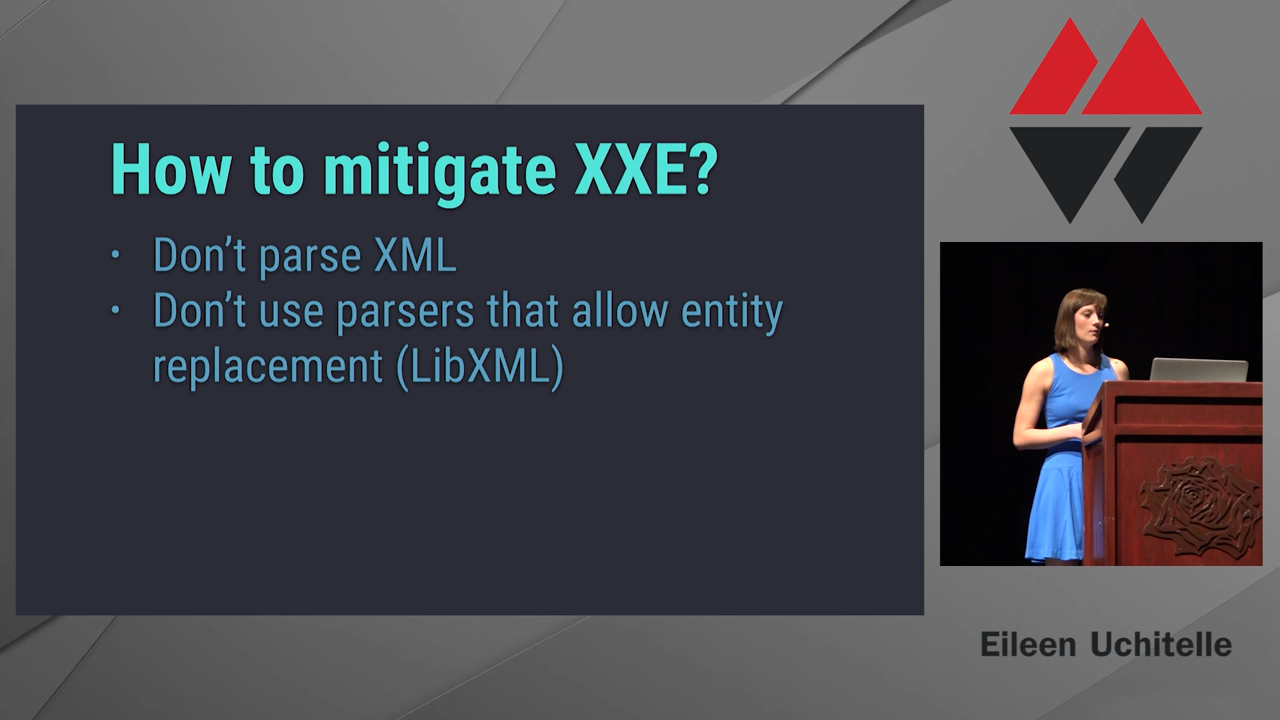 How to mitigate XXE?
• Don’t parse XML
• Don’t use parsers that allow entity
replacement (LibXML)
Eileen Uchitelle